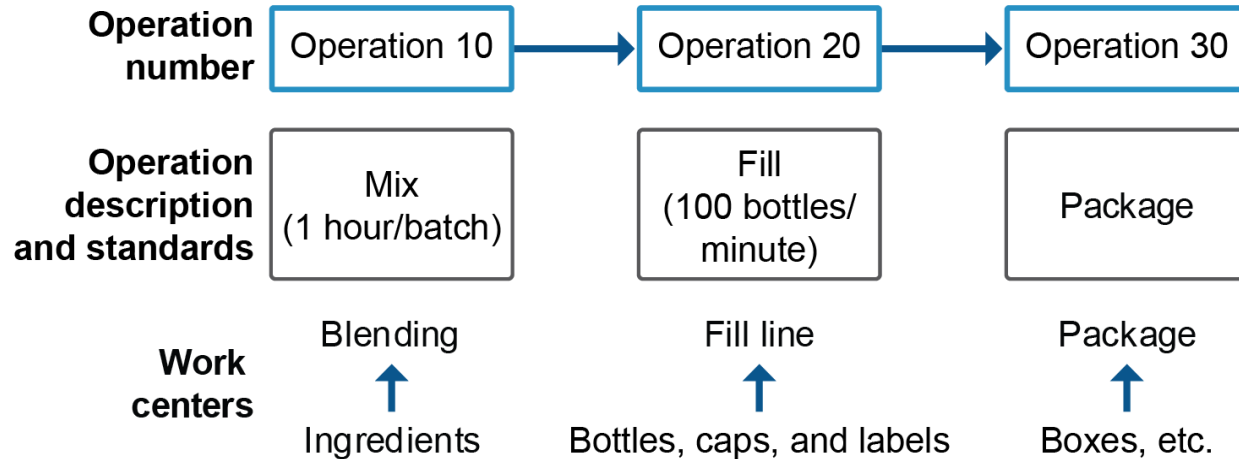 Operation
number
Operation 10
Operation 20
Operation 30
Operation
description
and standards
Mix
(1 hour/batch)
Fill
(100 bottles/
minute)
Package
Work
centers
Blending
Fill line
Package
Ingredients
Bottles, caps, and labels
Boxes, etc.